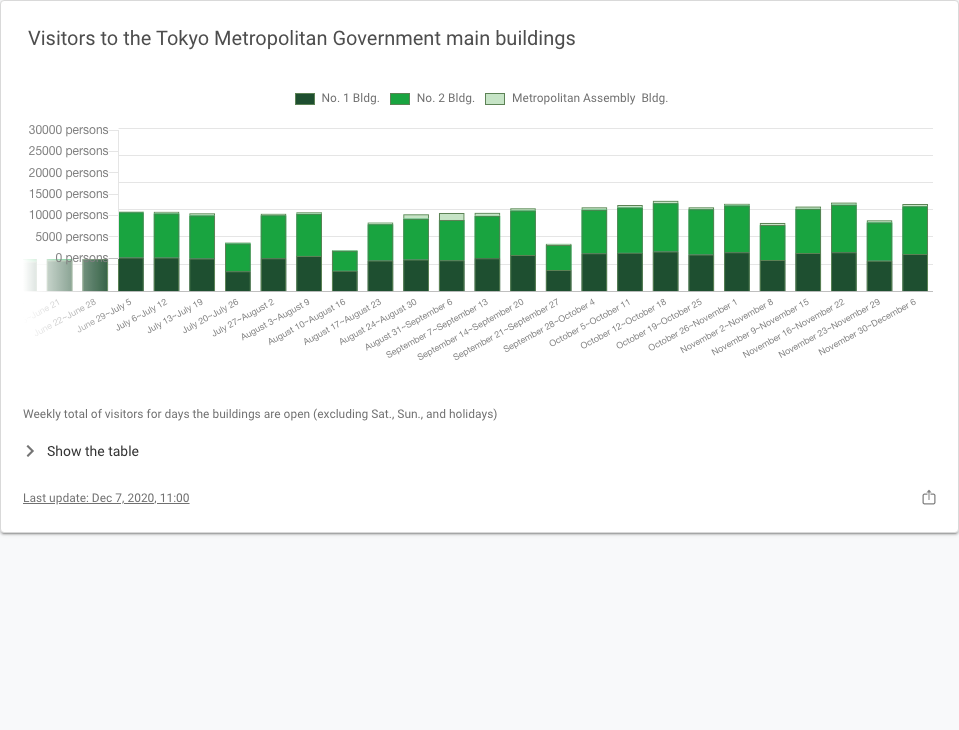 Visitors to the Tokyo Metropolitan Government main buildings
No. 1 Bldg. No. 2 Bldg. Metropolitan Assembly Bldg.
30000 persons
25000 persons
20000 persons
15000 persons
10000 persons
5000 persons
0 persons
June 21
June 22~June 28
June 29~July 5
July 6~July 12
July 13~July 19
July 20~July 26
July 27~August 2
August 3~August 9
August 10~August 16
August 17~August 23
August 24~August 30
August 31~September 6
September 7~September 13
September 14~September 20
September 21~September 27
September 28~October 4
October 5~October 11
October 12~October 18
October 19~October 25
October 26~November 1
November 2~November 8
November 9~November 15
November 16~November 22
November 23~November 29
November 30~December 6
Weekly total of visitors for days the buildings are open (excluding Sat., Sun., and holidays)
Show the table
Last update: Dec 7, 2020, 11:00